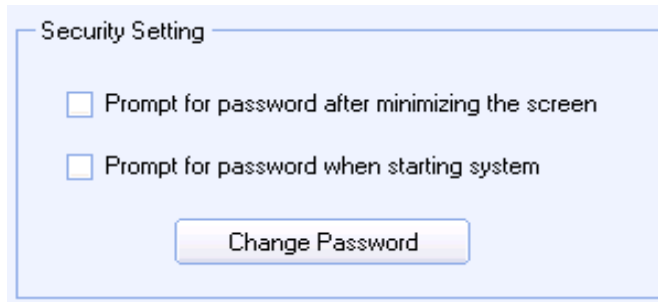 Security Setting
Prompt for password after minimizing the screen
Prompt for password when starting system
Change Password